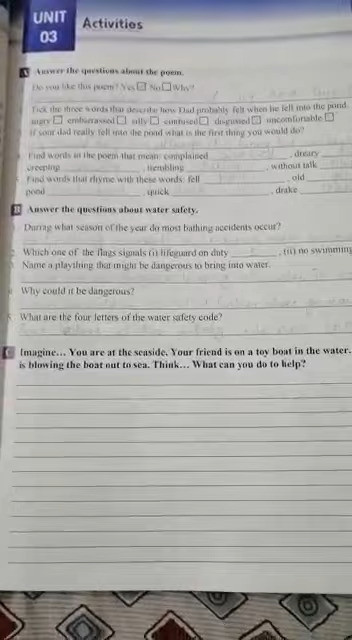 UNIT
03
Activities
A Answer the questions about the poem.
Do you like this poem? Yes No Why?
Tick the three words that describe how Dad probably felt when he fell into the pond.
angry embarrassed silly confused disgusted uncomfortable
If your dad really fell into the pond what is the first thing you would do?
Find words in the poem that mean: complained , dreary
creeping , trembling , without talk
Find words that rhyme with these words: fell , old
pond , quick , drake
B Answer the questions about water safety.
During what season of the year do most bathing accidents occur?
Which one of the flags signals (i) lifeguard on duty , (ii) no swimming
Name a plaything that might be dangerous to bring into water.
Why could it be dangerous?
What are the four letters of the water safety code?
C Imagine... You are at the seaside. Your friend is on a toy boat in the water.
is blowing the boat out to sea. Think... What can you do to help?